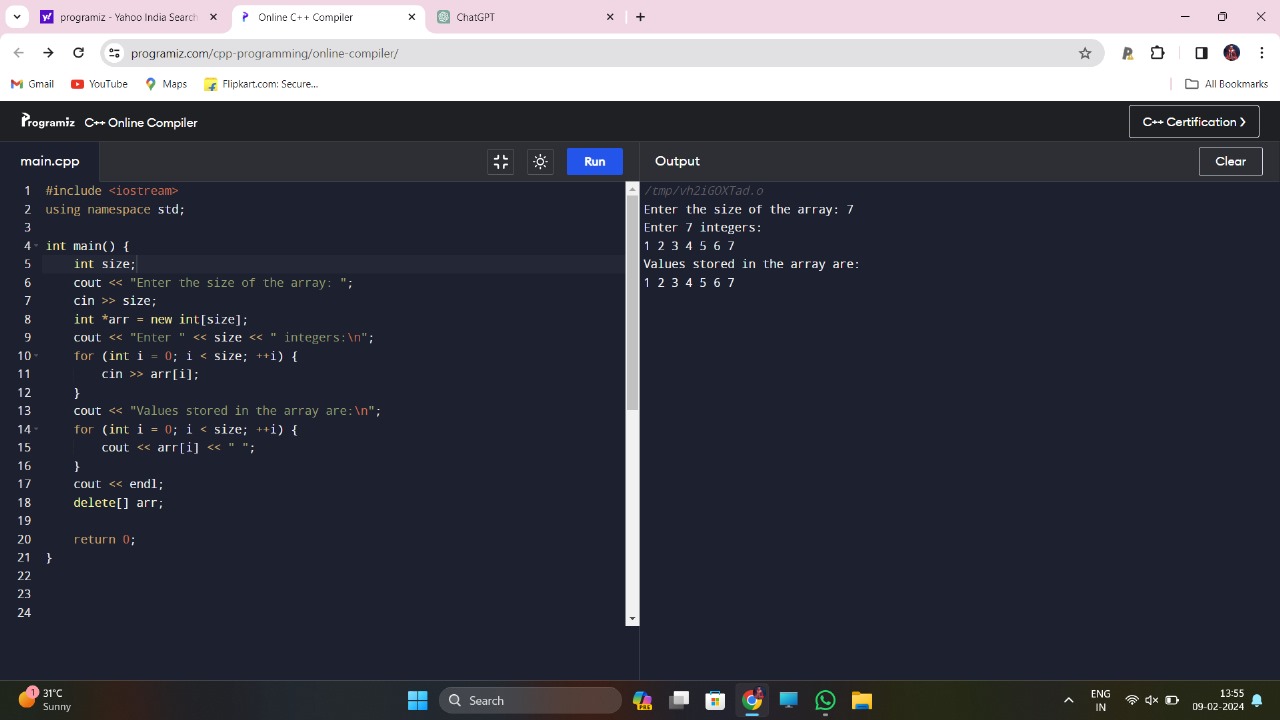 programiz - Yahoo India Search
Online C++ Compiler
ChatGPT
programiz.com/cpp-programming/online-compiler/
Gmail
YouTube
Maps
Flipkart.com: Secure...
All Bookmarks
Programiz C++ Online Compiler
C++ Certification >
main.cpp
Run
Output
Clear
1 #include <iostream>
2 using namespace std;
3
4 int main() {
5     int size;
6     cout << "Enter the size of the array: ";
7     cin >> size;
8     int *arr = new int[size];
9     cout << "Enter " << size << " integers:\n";
10     for (int i = 0; i < size; ++i) {
11         cin >> arr[i];
12     }
13     cout << "Values stored in the array are:\n";
14     for (int i = 0; i < size; ++i) {
15         cout << arr[i] << " ";
16     }
17     cout << endl;
18     delete[] arr;
19
20     return 0;
21 }
22
23
24
/tmp/vh2iGOXTad.o
Enter the size of the array: 7
Enter 7 integers:
1 2 3 4 5 6 7
Values stored in the array are:
1 2 3 4 5 6 7
1
31°C
Sunny
Search
PRE
ENG
IN
13:55
09-02-2024